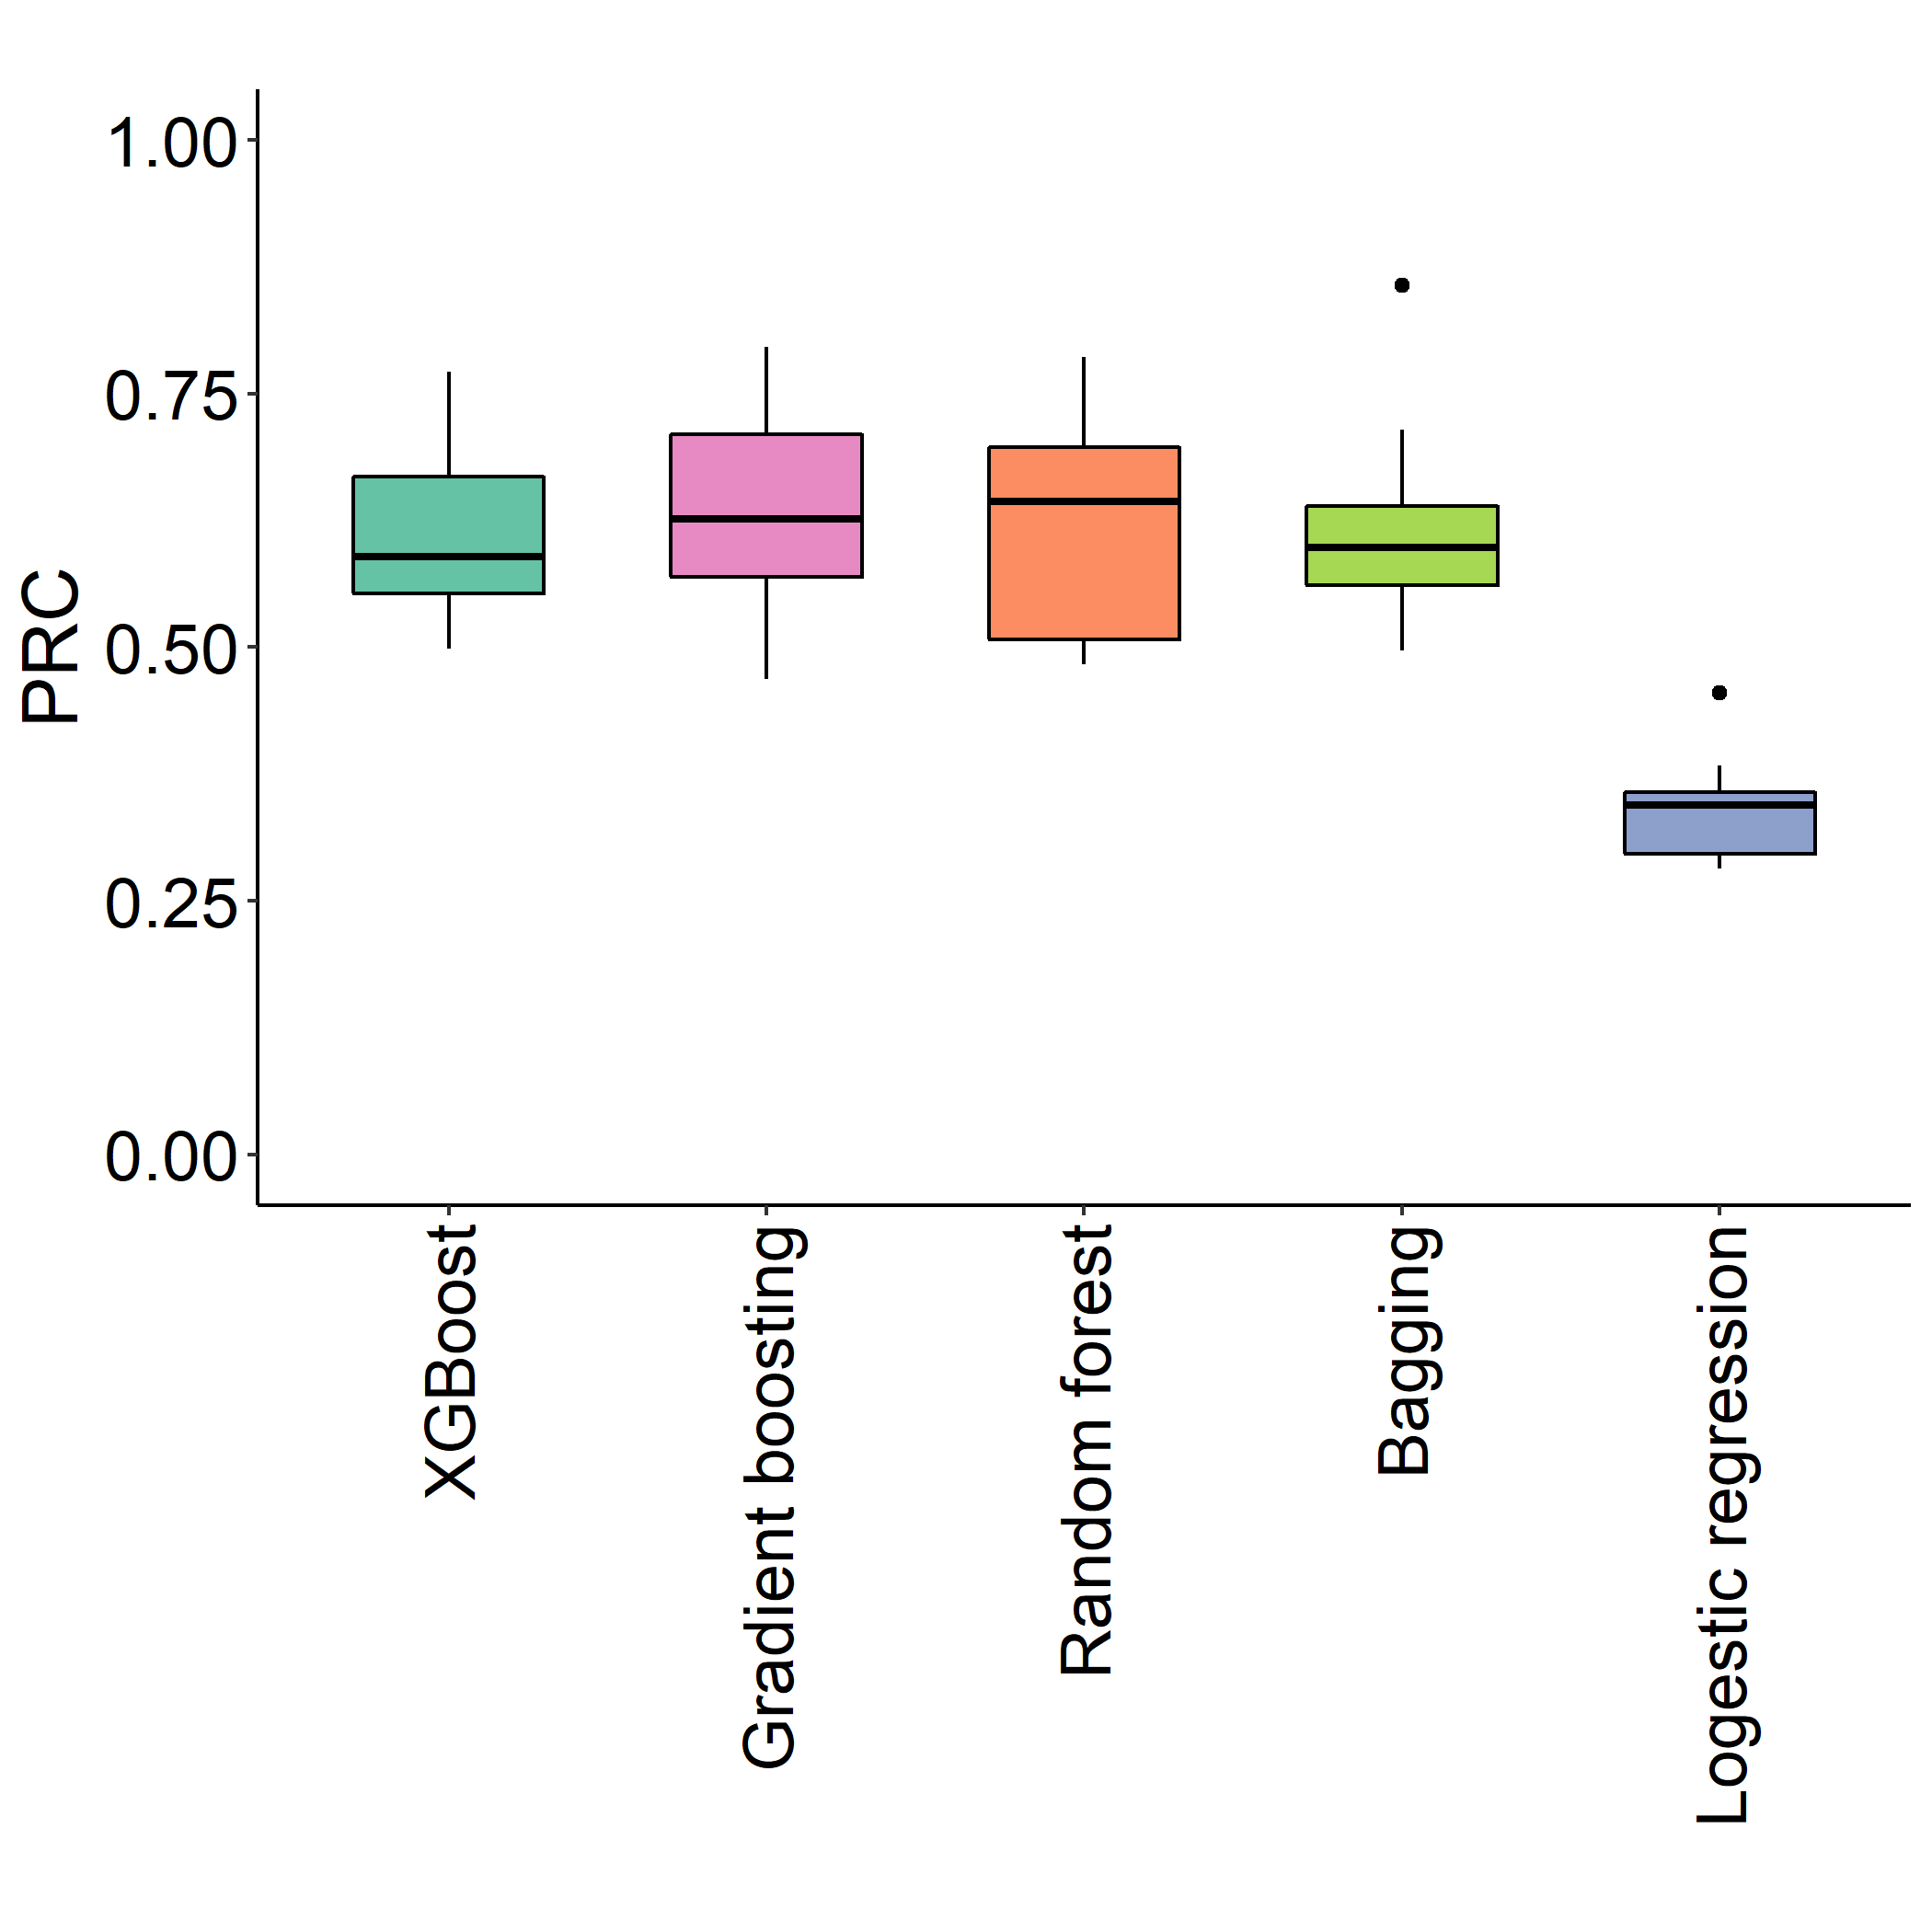 PRC
1.00
0.75
0.50
0.25
0.00
XGBoost
Gradient boosting
Random forest
Bagging
Logestic regression